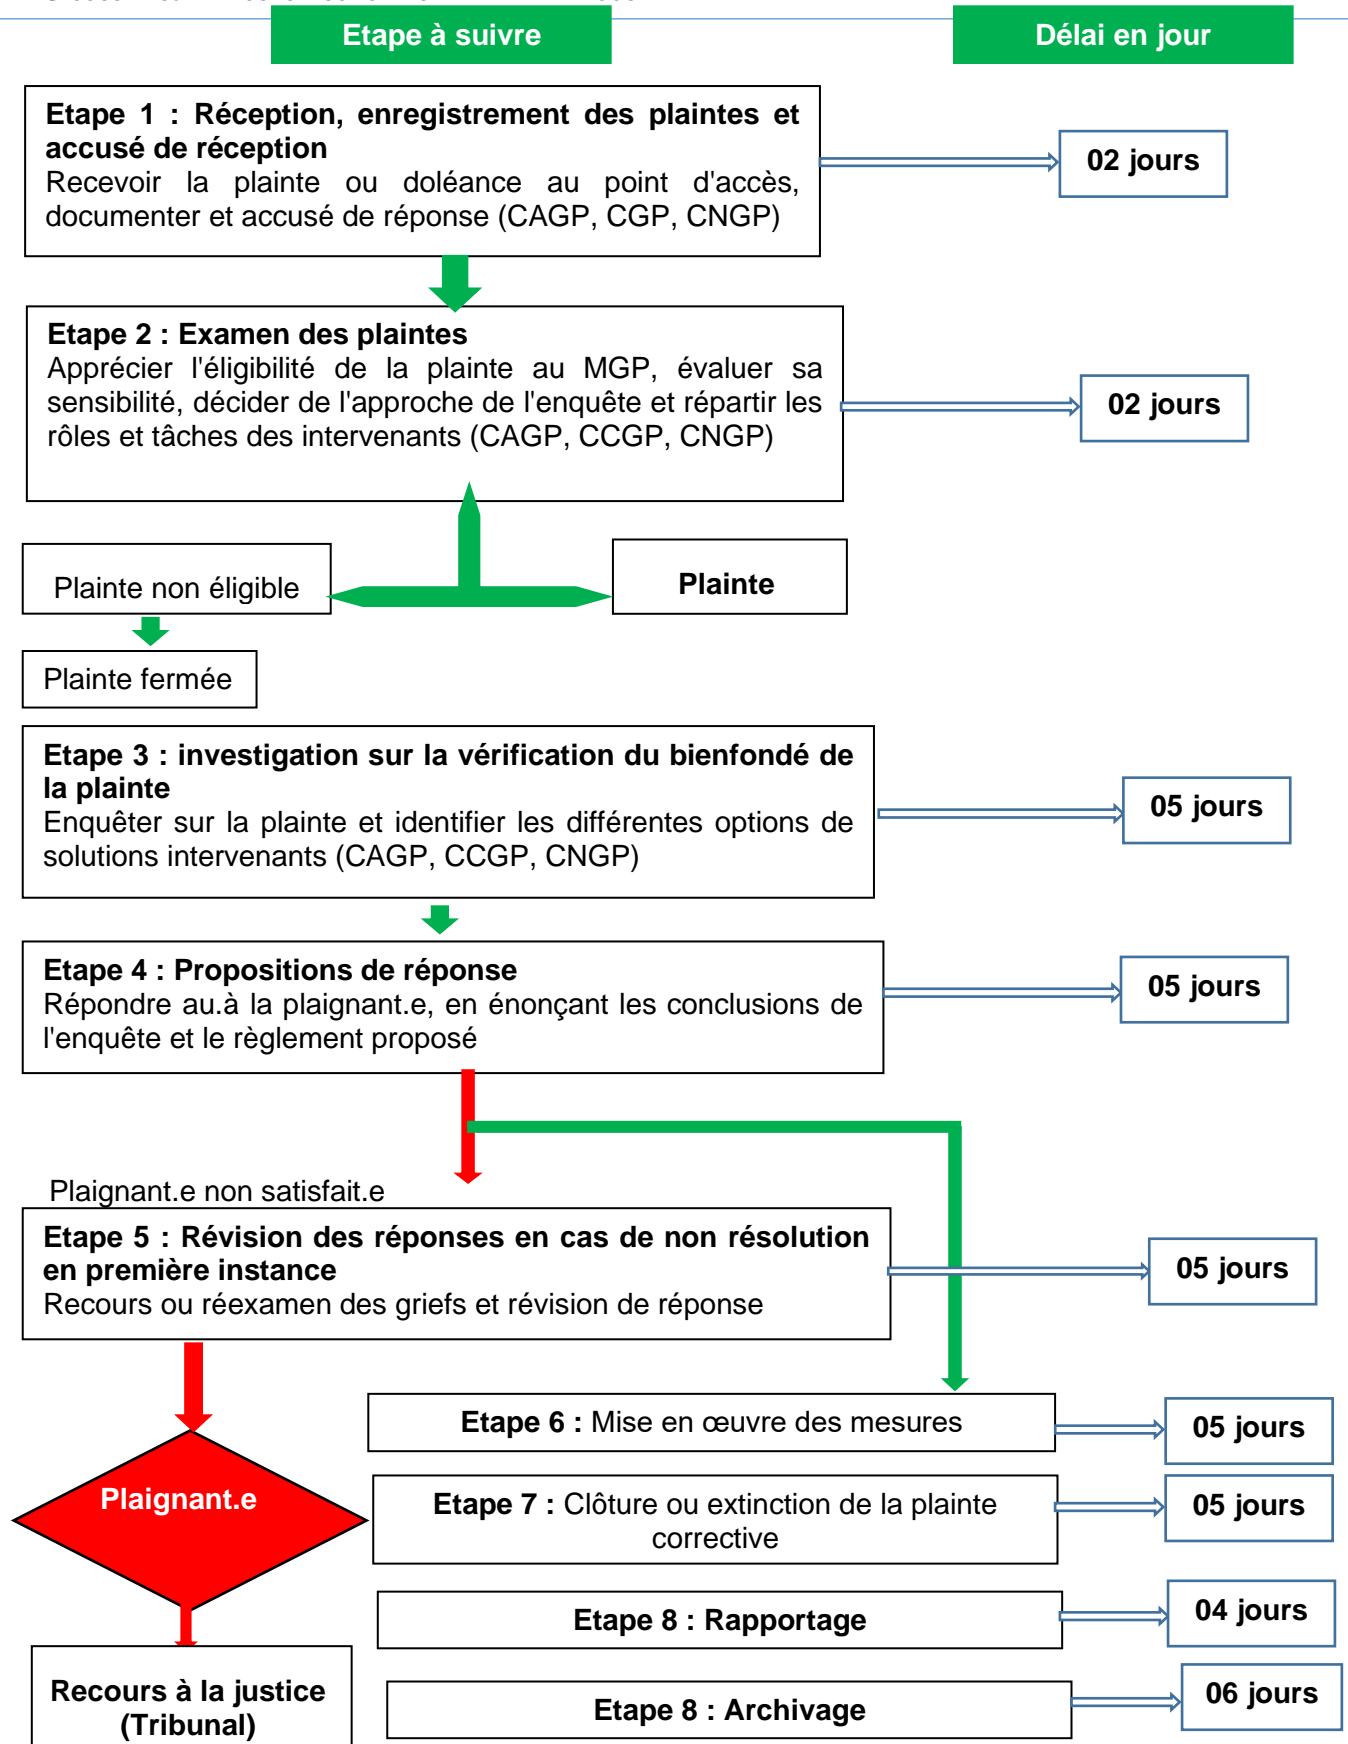 Etape à suivre
Délai en jour
Etape 1 : Réception, enregistrement des plaintes et
accusé de réception
Recevoir la plainte ou doléance au point d'accès,
documenter et accusé de réponse (CAGP, CGP, CNGP)
02 jours
Etape 2 : Examen des plaintes
Apprécier l'éligibilité de la plainte au MGP, évaluer sa
sensibilité, décider de l'approche de l'enquête et répartir les
rôles et tâches des intervenants (CAGP, CCGP, CNGP)
02 jours
Plainte non éligible
Plainte
Plainte fermée
Etape 3 : investigation sur la vérification du bienfondé de
la plainte
Enquêter sur la plainte et identifier les différentes options de
solutions intervenants (CAGP, CCGP, CNGP)
05 jours
Etape 4 : Propositions de réponse
Répondre au.à la plaignant.e, en énonçant les conclusions de
l'enquête et le règlement proposé
05 jours
Plaignant.e non satisfait.e
Etape 5 : Révision des réponses en cas de non résolution
en première instance
Recours ou réexamen des griefs et révision de réponse
05 jours
Etape 6 : Mise en œuvre des mesures
05 jours
Plaignant.e
Etape 7 : Clôture ou extinction de la plainte
corrective
05 jours
Etape 8 : Rapportage
04 jours
Recours à la justice
(Tribunal)
Etape 8 : Archivage
06 jours